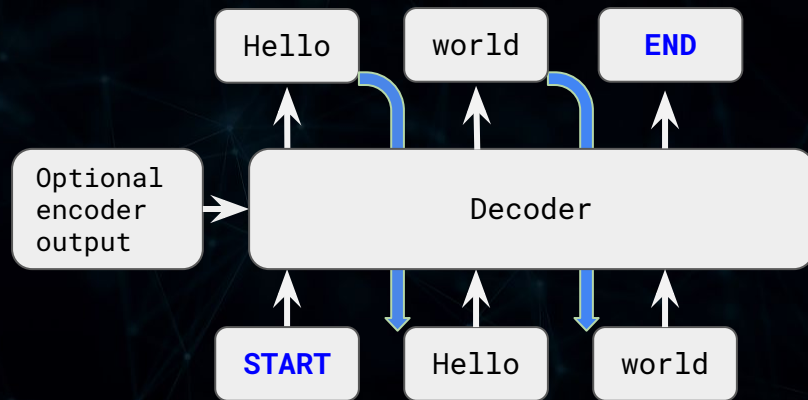 Hello
world
END
Optional
encoder
output
Decoder
START
Hello
world